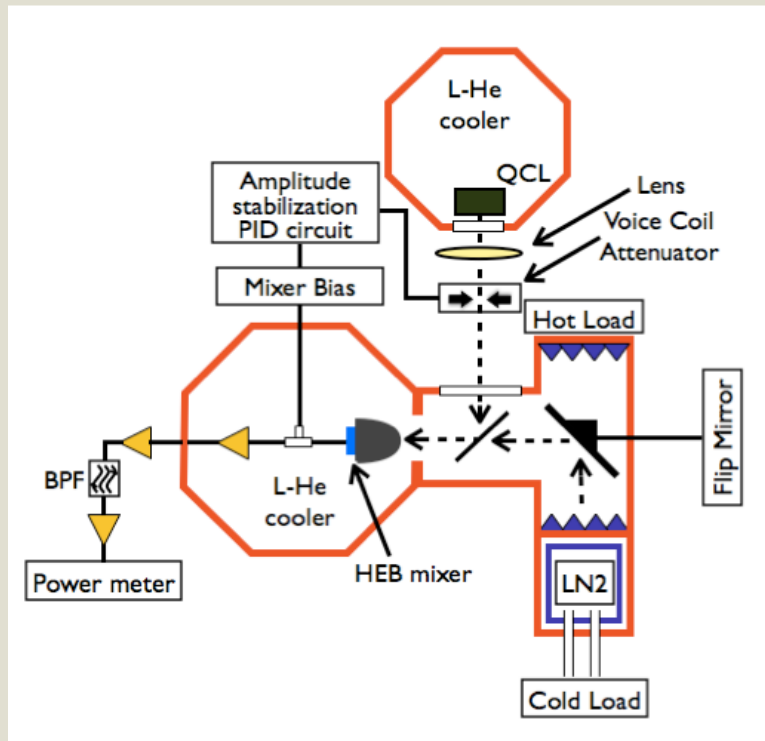 L-He
cooler
QCL
Lens
Voice Coil
Attenuator
Amplitude
stabilization
PID circuit
Mixer Bias
Hot Load
Flip Mirror
BPF
L-He
cooler
HEB mixer
Power meter
LN2
Cold Load